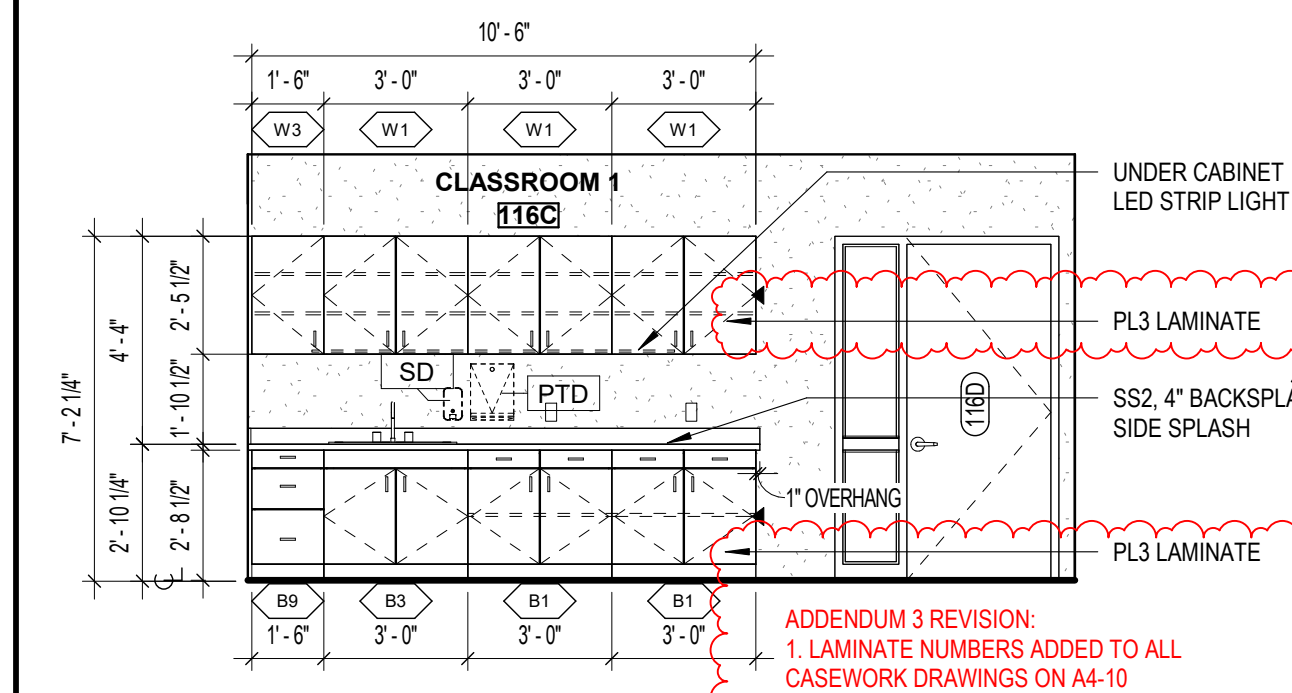 10' - 6"
1' - 6" 3' - 0" 3' - 0" 3' - 0"
W3 W1 W1 W1
UNDER CABINET
LED STRIP LIGHT
CLASSROOM 1
116C
7' - 2 1/4"
4' - 4"
2' - 10 1/4"
2' - 5 1/2"
1' - 10 1/2"
2' - 8 1/2"
PL3 LAMINATE
SD
PTD
116D
SS2, 4"
SIDE SPLASH
1" OVERHANG
PL3 LAMINATE
B9 B3 B1 B1
1' - 6" 3' - 0" 3' - 0" 3' - 0"
ADDENDUM 3 REVISION:
1. LAMINATE NUMBERS ADDED TO ALL
CASEWORK DRAWINGS ON A4-10